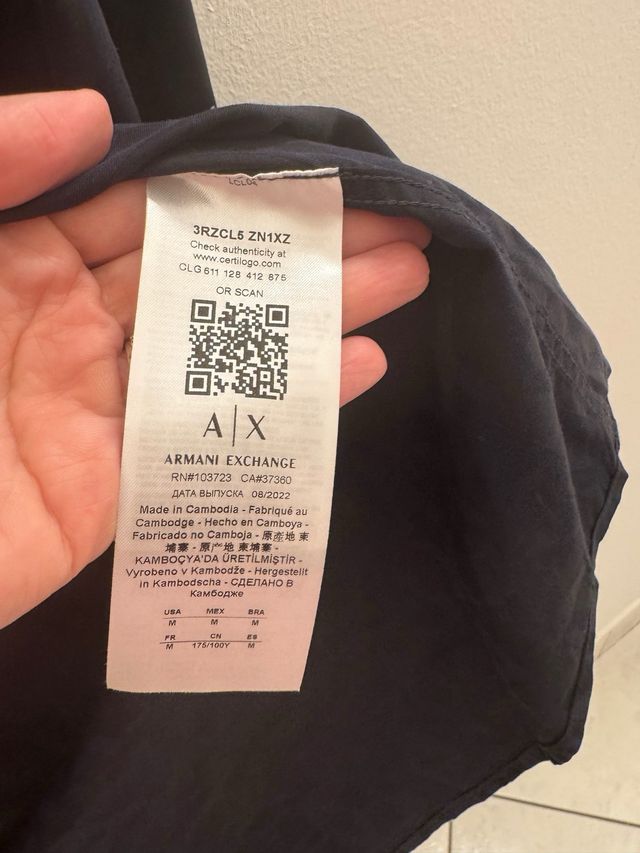 LCL04
3RZCL5 ZN1XZ
Check authenticity at
www.certilogo.com
CLG 611 128 412 875
OR SCAN
A|X
ARMANI EXCHANGE
RN#103723 CA#37360
ДАТА ВЫПУСКА 08/2022
Made in Cambodia - Fabriqué au
Cambodge - Hecho en Camboya -
Fabricado no Camboja - 原産地 柬
埔寨 - 原产地 柬埔寨 -
KAMBOÇYA'DA ÜRETİLMİŞTİR -
Vyrobeno v Kambodže - Hergestellt
in Kambodscha - СДЕЛАНО В
Камбодже
USA MEX BRA
M M M
FR CN ES
M 175/100Y M